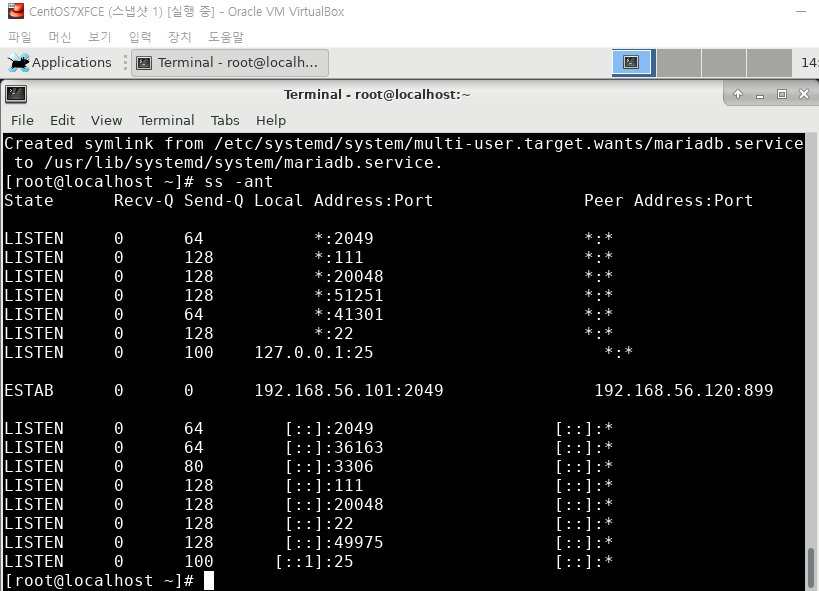 CentOS7XFCE (스냅샷 1) [실행 중] - Oracle VM VirtualBox
파일 머신 보기 입력 장치 도움말
Applications Terminal - root@localh... 14:
Terminal - root@localhost:~
File Edit View Terminal Tabs Help
Created symlink from /etc/systemd/system/multi-user.target.wants/mariadb.service
to /usr/lib/systemd/system/mariadb.service.
[root@localhost ~]# ss -ant
State Recv-Q Send-Q Local Address:Port Peer Address:Port
LISTEN 0 64 *:2049 *:*
LISTEN 0 128 *:111 *:*
LISTEN 0 128 *:20048 *:*
LISTEN 0 128 *:51251 *:*
LISTEN 0 64 *:41301 *:*
LISTEN 0 128 *:22 *:*
LISTEN 0 100 127.0.0.1:25 *:*
ESTAB 0 0 192.168.56.101:2049 192.168.56.120:899
LISTEN 0 64 [::]:2049 [::]:*
LISTEN 0 64 [::]:36163 [::]:*
LISTEN 0 80 [::]:3306 [::]:*
LISTEN 0 128 [::]:111 [::]:*
LISTEN 0 128 [::]:20048 [::]:*
LISTEN 0 128 [::]:22 [::]:*
LISTEN 0 128 [::]:49975 [::]:*
LISTEN 0 100 [::1]:25 [::]:*
[root@localhost ~]#